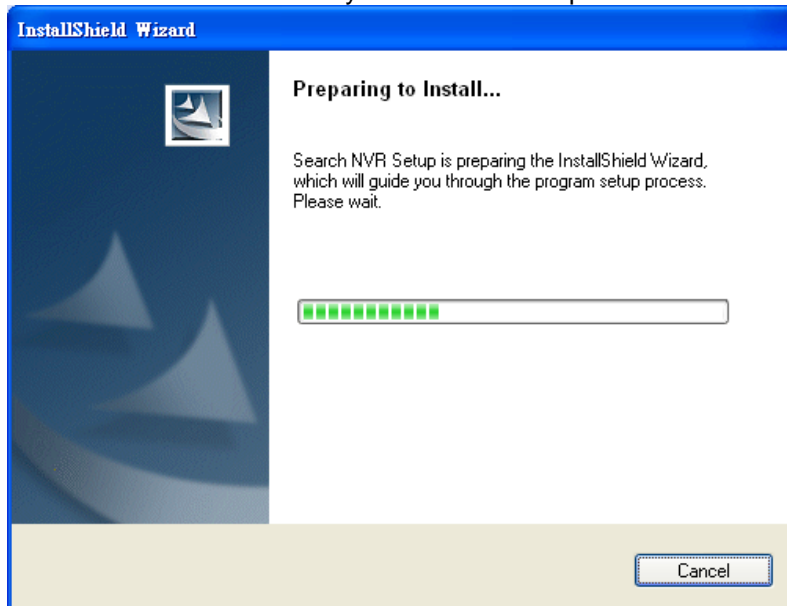 InstallShield Wizard
Preparing to Install...
Search NVR Setup is preparing the InstallShield Wizard,
which will guide you through the program setup process.
Please wait.
Cancel